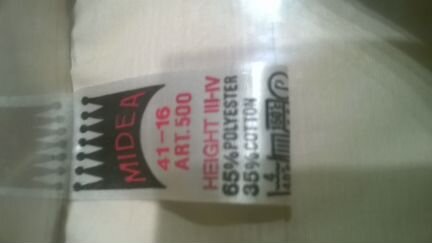 MIDEA
41-16
ART.500
HEIGHT III-IV
65% POLYESTER
35% COTTON